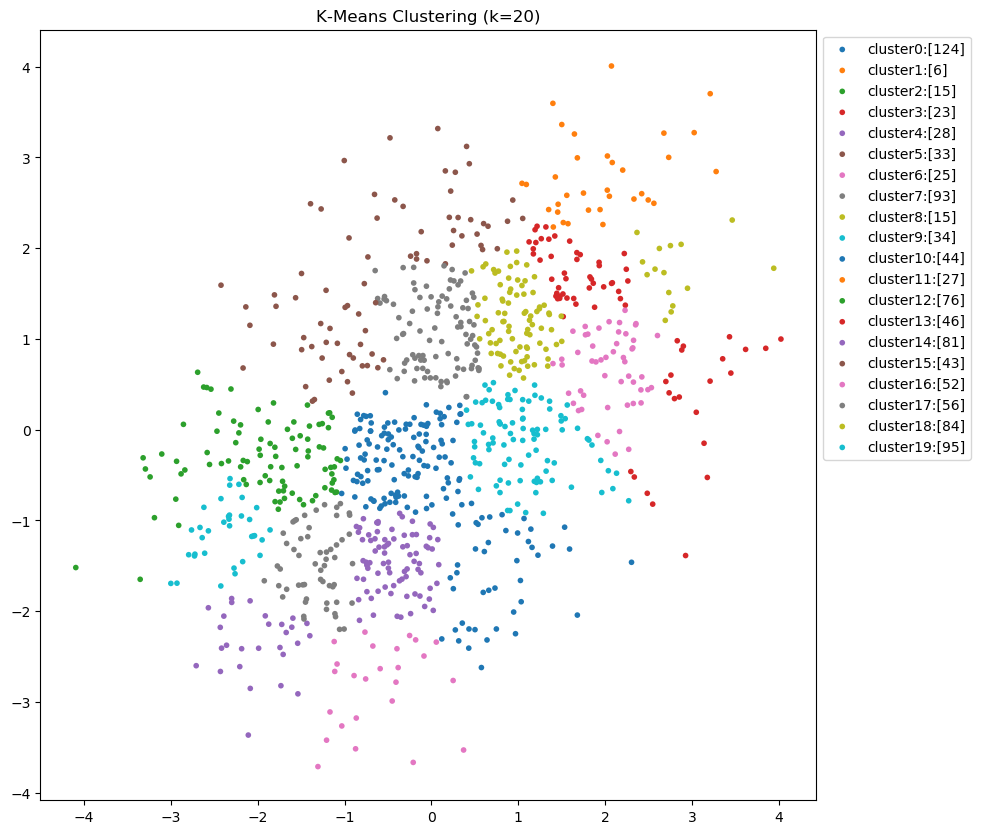 K-Means Clustering (k=20)
4
3
2
1
0
−1
−2
−3
−4
−4 −3 −2 −1 0 1 2 3 4
cluster0:[124]
cluster1:[6]
cluster2:[15]
cluster3:[23]
cluster4:[28]
cluster5:[33]
cluster6:[25]
cluster7:[93]
cluster8:[15]
cluster9:[34]
cluster10:[44]
cluster11:[27]
cluster12:[76]
cluster13:[46]
cluster14:[81]
cluster15:[43]
cluster16:[52]
cluster17:[56]
cluster18:[84]
cluster19:[95]